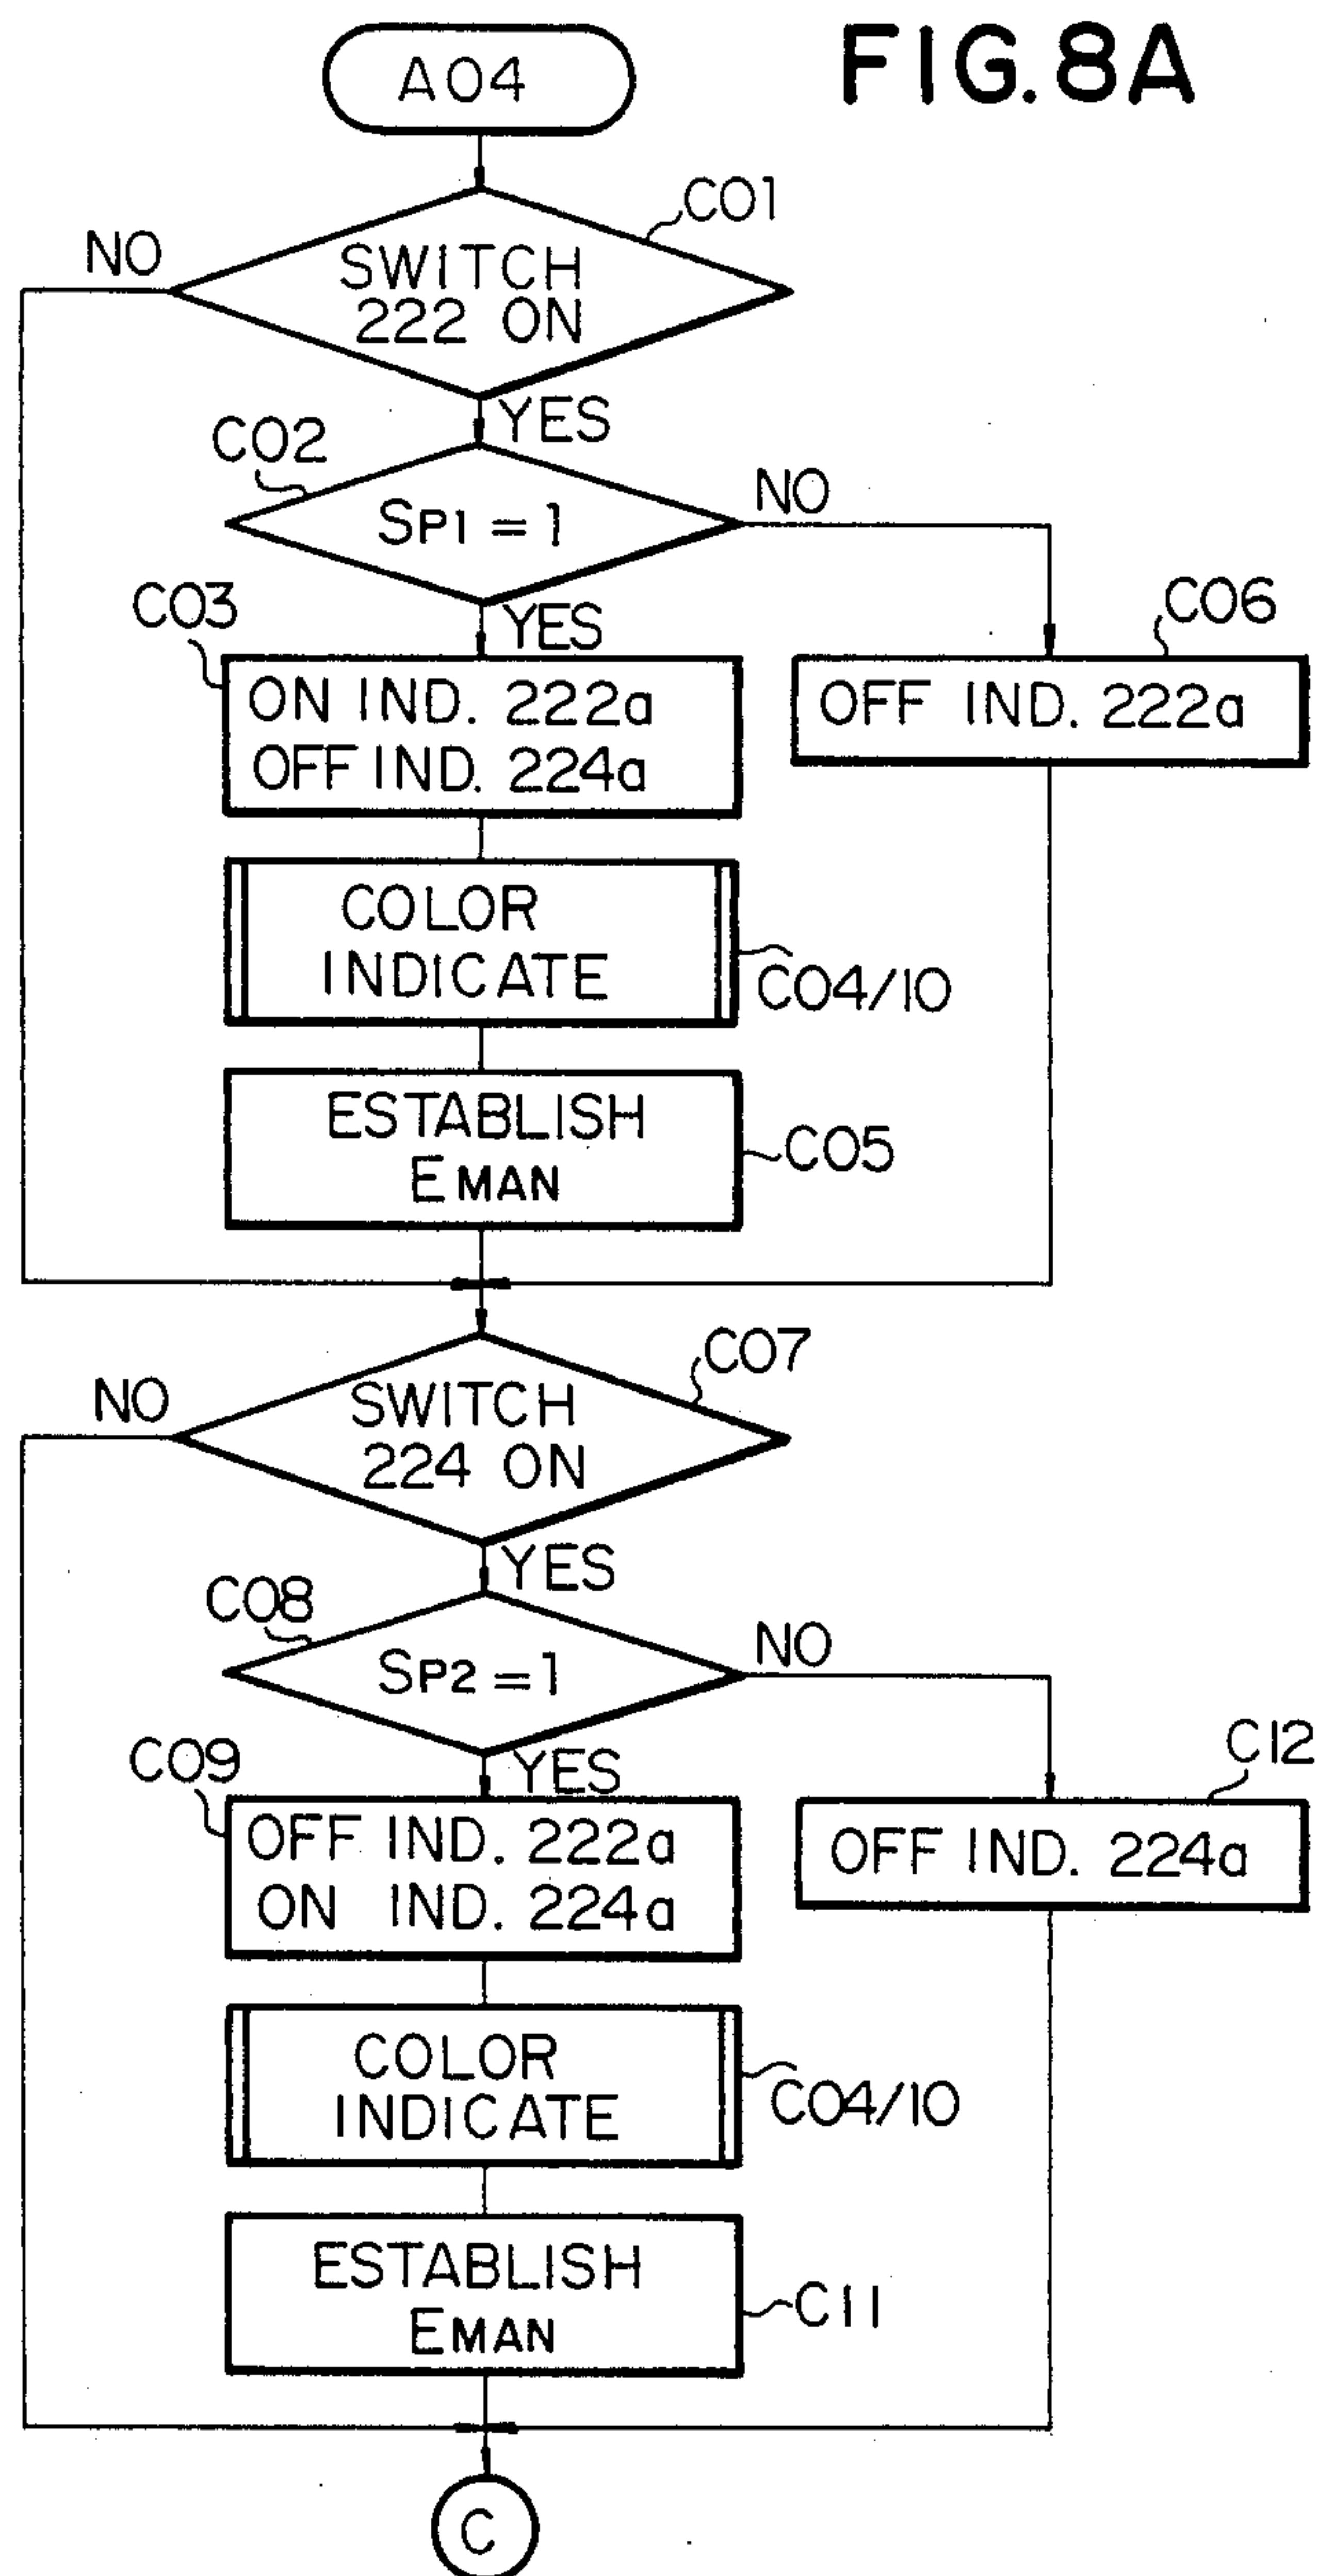 FIG. 8A
A04
C01
NO
SWITCH
222 ON
YES
C02
NO
SP1 = 1
C03
YES
C06
ON IND. 222a
OFF IND. 224a
OFF IND. 222a
COLOR
INDICATE
C04/10
ESTABLISH
EMAN
C05
C07
NO
SWITCH
224 ON
YES
C08
NO
SP2 = 1
C09
YES
C12
OFF IND. 222a
ON IND. 224a
OFF IND. 224a
COLOR
INDICATE
C04/10
ESTABLISH
EMAN
C11
C